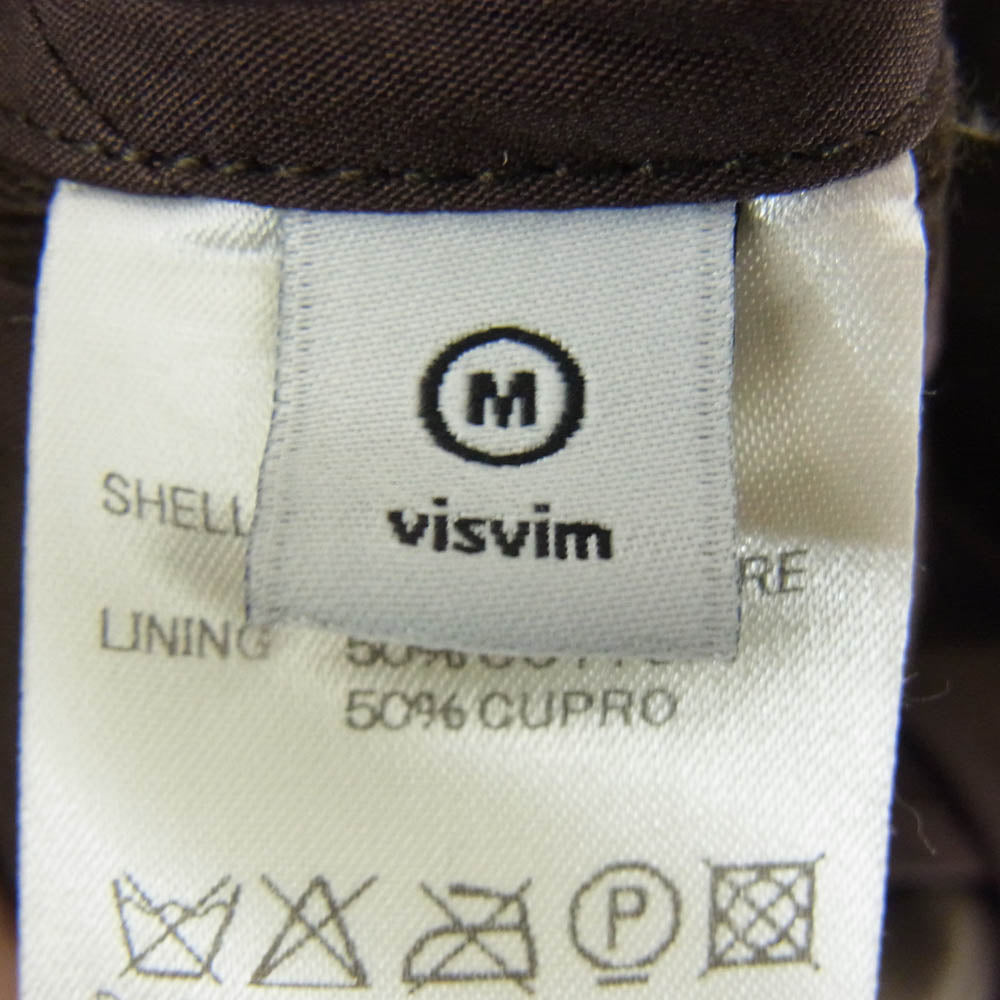 M
visvim
SHELL
RE
LINING
50% CUPRO
P